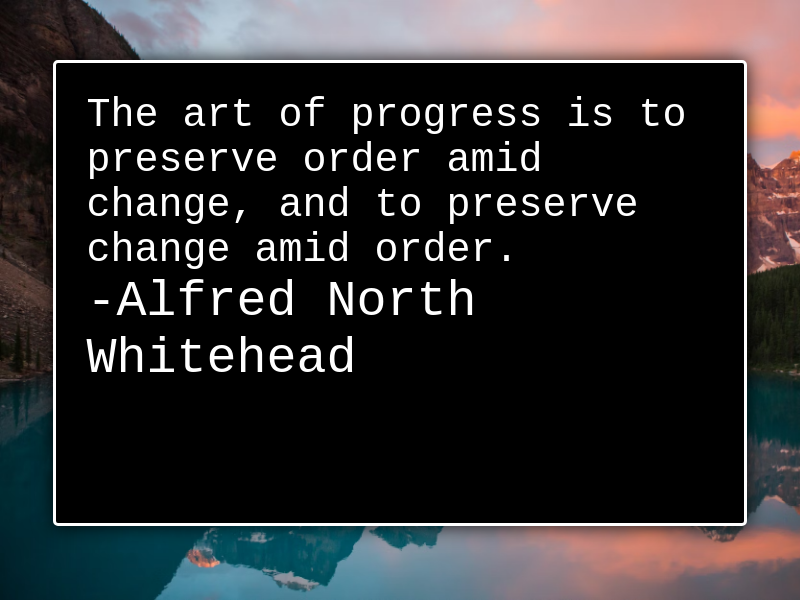 The art of progress is to
preserve order amid
change, and to preserve
change amid order.
-Alfred North
Whitehead